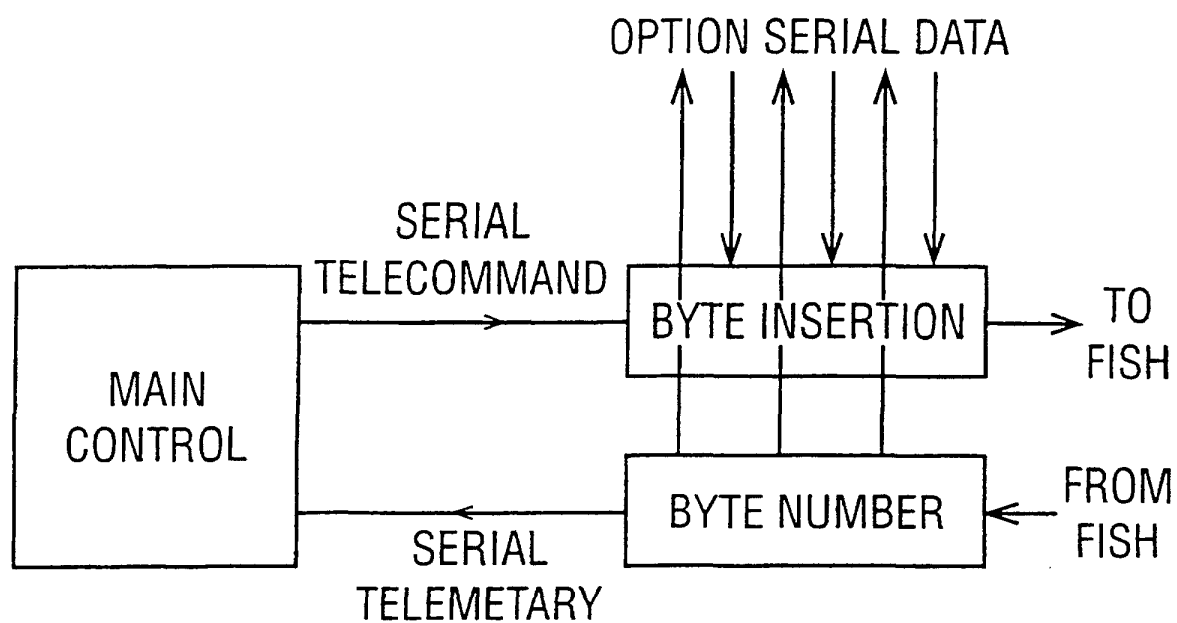 OPTION SERIAL DATA
SERIAL
TELECOMMAND
MAIN
CONTROL
BYTE INSERTION
TO
FISH
BYTE NUMBER
FROM
FISH
SERIAL
TELEMETARY